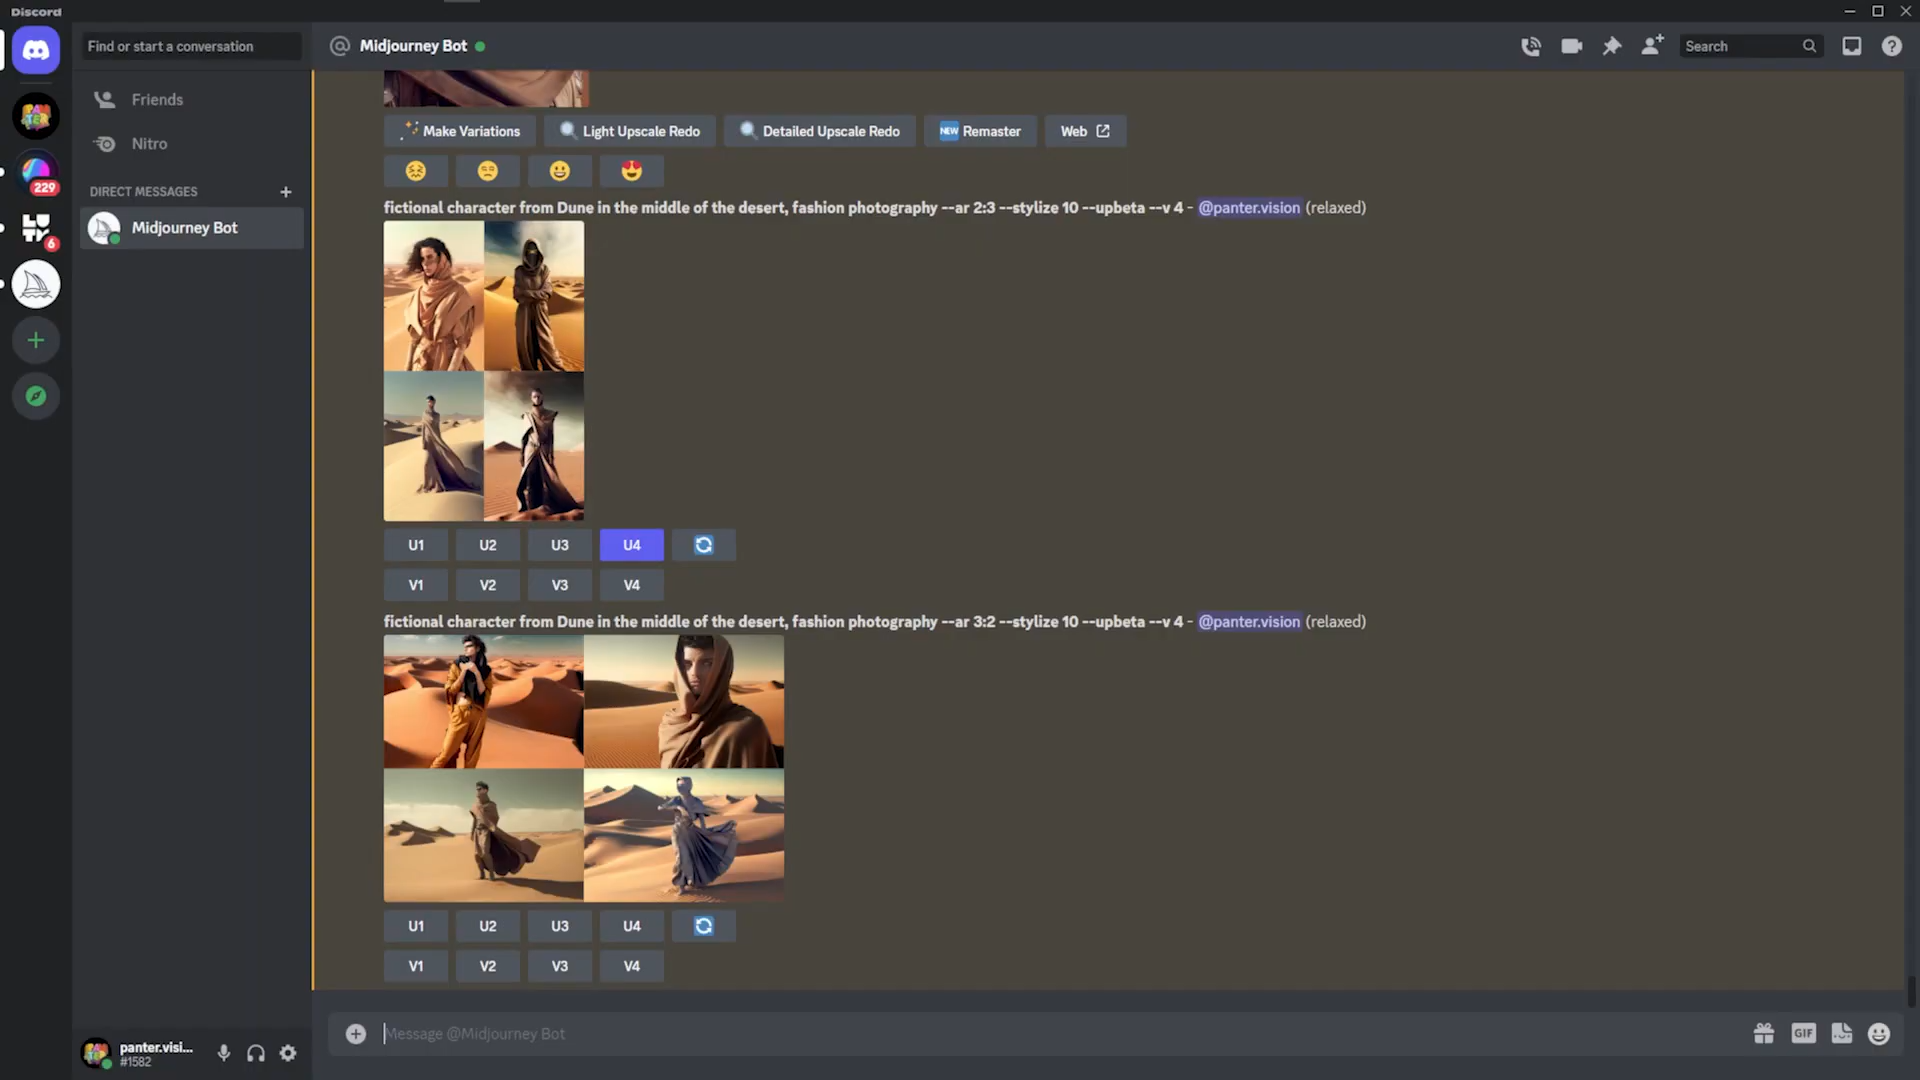 Discord
Find or start a conversation
Midjourney Bot
Search
Friends
Nitro
DIRECT MESSAGES
Midjourney Bot
229
6
Make Variations
Light Upscale Redo
Detailed Upscale Redo
NEW Remaster
Web
fictional character from Dune in the middle of the desert, fashion photography --ar 2:3 --stylize 10 --upbeta --v 4 - @panter.vision (relaxed)
U1 U2 U3 U4
V1 V2 V3 V4
fictional character from Dune in the middle of the desert, fashion photography --ar 3:2 --stylize 10 --upbeta --v 4 - @panter.vision (relaxed)
U1 U2 U3 U4
V1 V2 V3 V4
Message @Midjourney Bot
GIF
panter.visi...
#1582